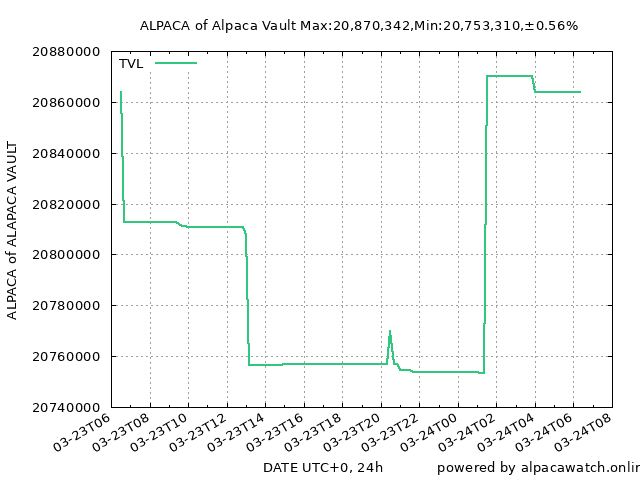 ALPACA of Alpaca Vault Max:20,870,342,Min:20,753,310,±0.56%
TVL
20880000
20860000
20840000
20820000
20800000
20780000
20760000
20740000
ALPACA of ALAPACA VAULT
03-23T06
03-23T08
03-23T10
03-23T12
03-23T14
03-23T16
03-23T18
03-23T20
03-23T22
03-24T00
03-24T02
03-24T04
03-24T06
03-24T08
DATE UTC+0, 24h
powered by alpacawatch.onlin